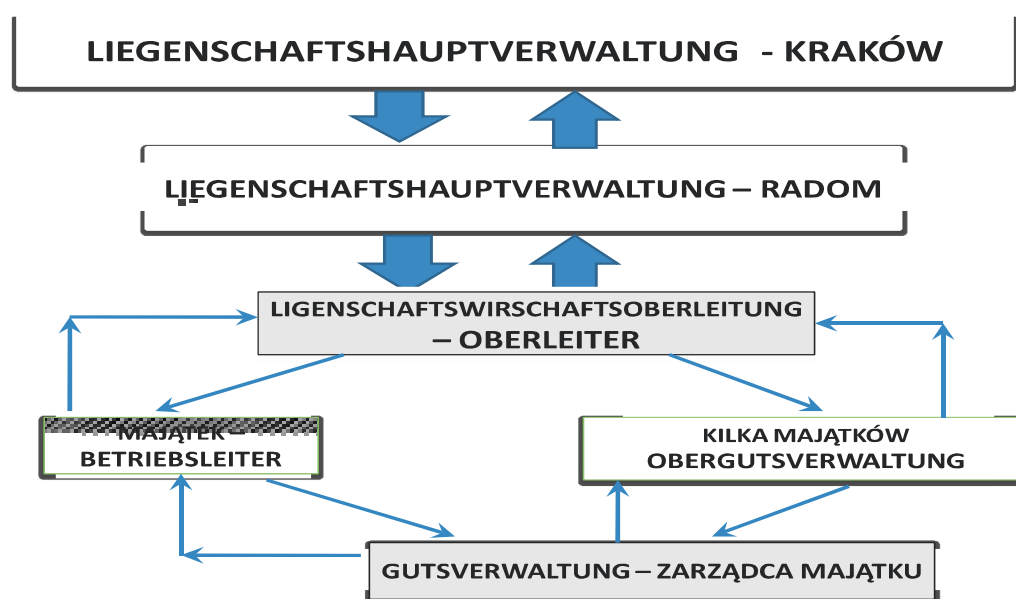 LIEGENSCHAFTSHAUPTVERWALTUNG - KRAKÓW
LIEGENSCHAFTSHAUPTVERWALTUNG – RADOM
LIGENSCHAFTSWIRSCHAFTSOBERLEITUNG
– OBERLEITER
MAJĄTEK –
BETRIEBSLEITER
KILKA MAJĄTKÓW
OBERGUTSVERWALTUNG
GUTSVERWALTUNG – ZARZĄDCA MAJĄTKU